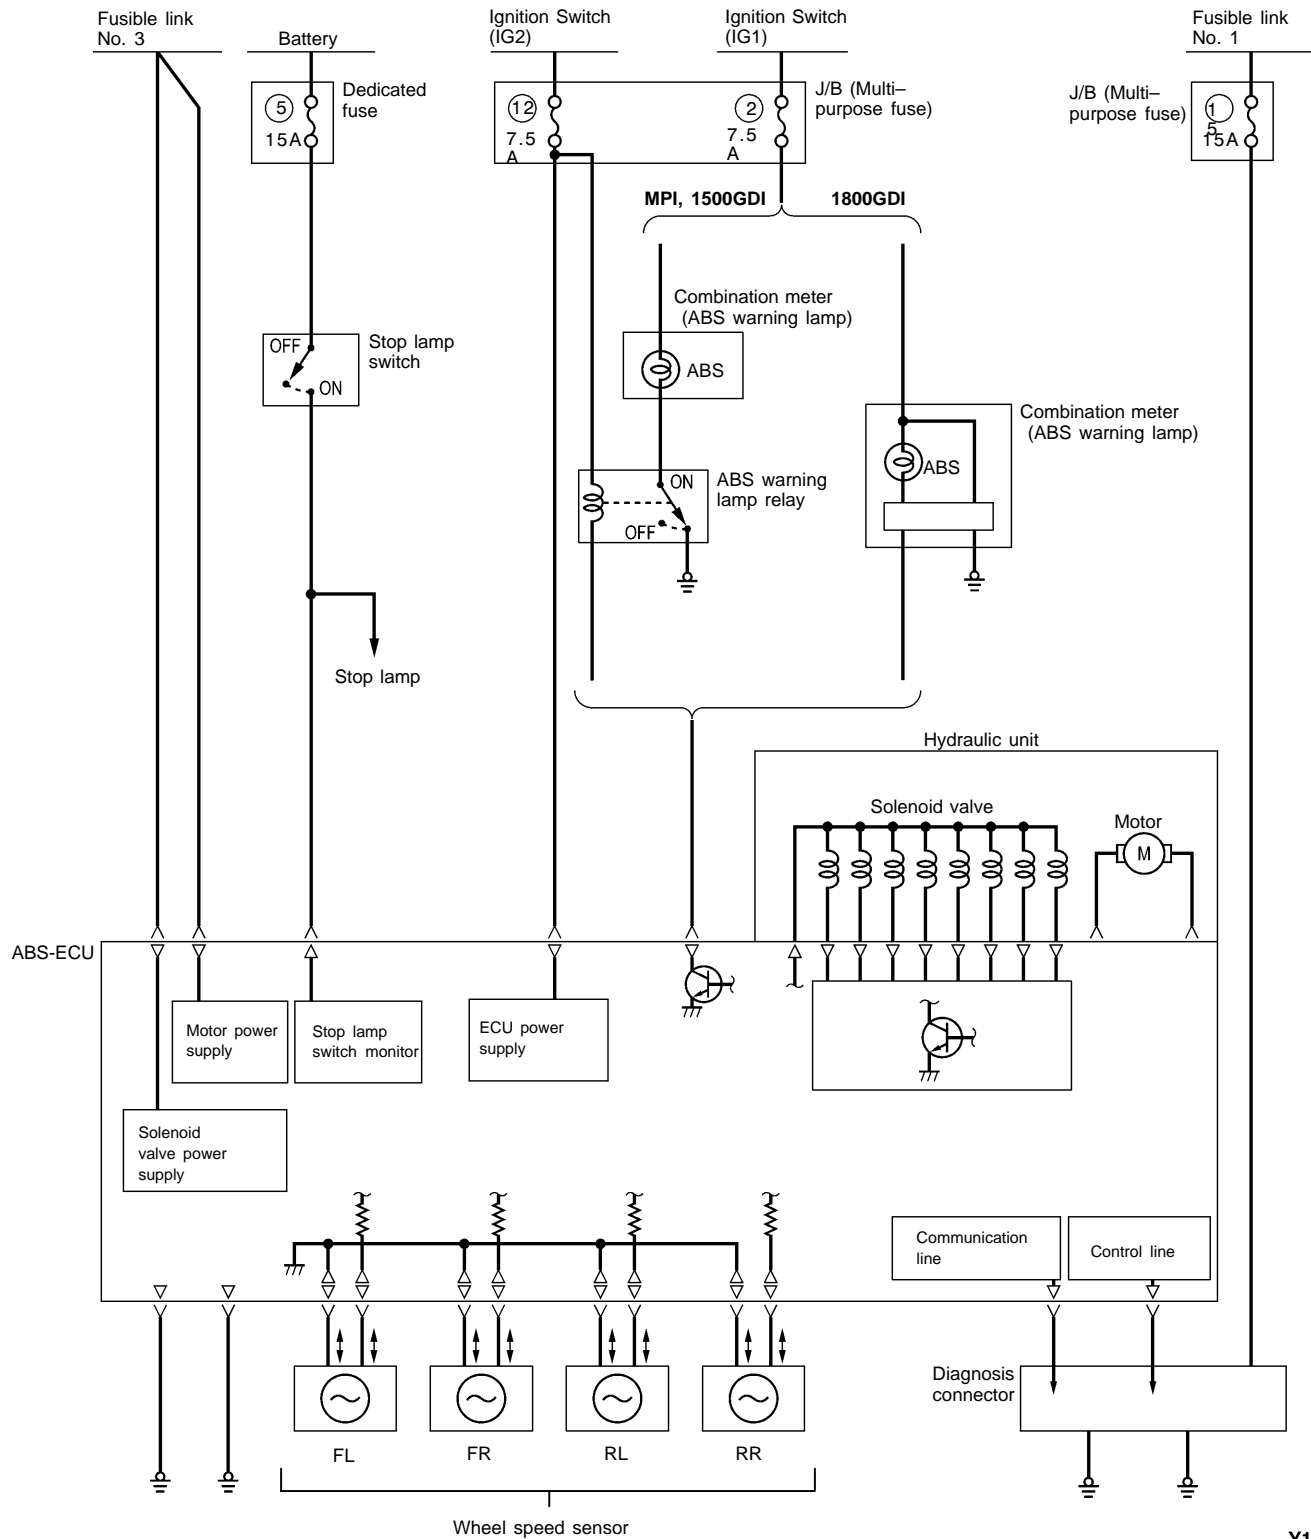 Fusible link
No. 3
Battery
Ignition Switch
(IG2)
Ignition Switch
(IG1)
Fusible link
No. 1
5
15A
Dedicated
fuse
12
7.5
A
2
7.5
A
J/B (Multi–
purpose fuse)
J/B (Multi–
purpose fuse)
1
5
15A
MPI, 1500GDI
1800GDI
Combination meter
(ABS warning lamp)
ABS
OFF
ON
Stop lamp
switch
Combination meter
(ABS warning lamp)
ABS
ON
OFF
ABS warning
lamp relay
Stop lamp
Hydraulic unit
Solenoid valve
Motor
M
ABS-ECU
Motor power
supply
Stop lamp
switch monitor
ECU power
supply
Solenoid
valve power
supply
Communication
line
Control line
Diagnosis
connector
FL
FR
RL
RR
Wheel speed sensor